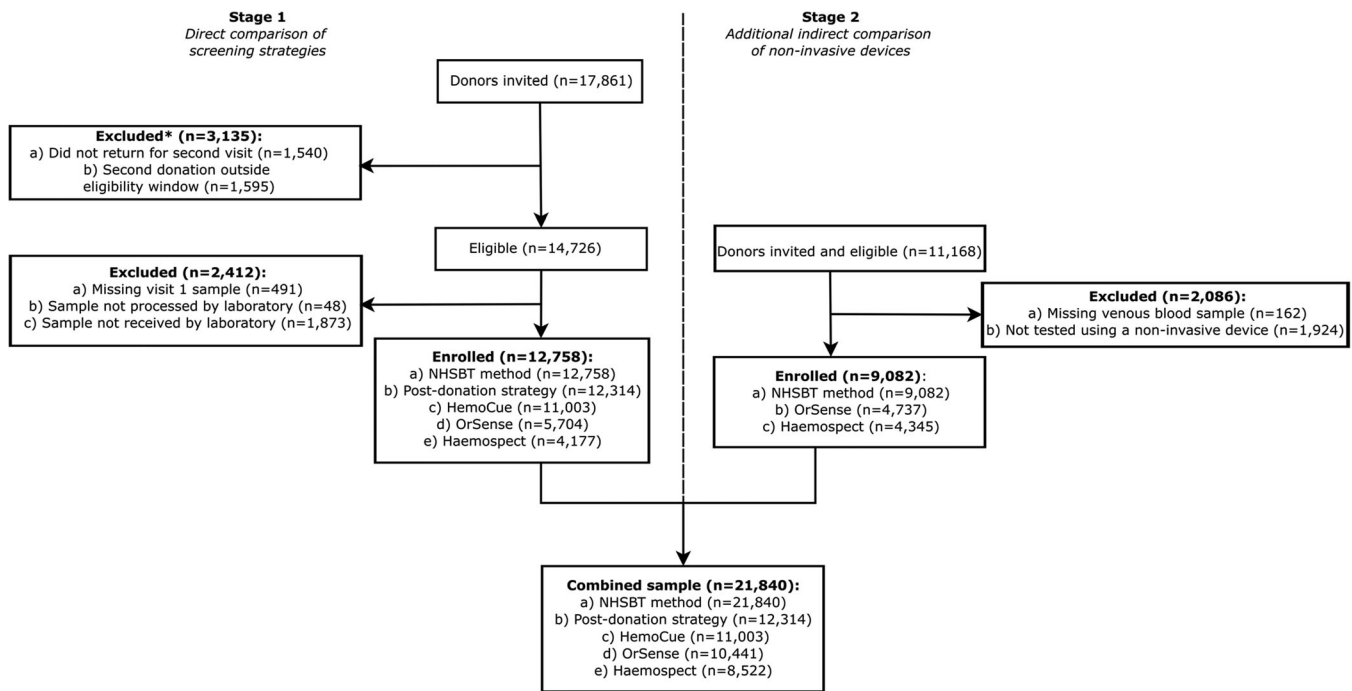 Stage 1
Direct comparison of
screening strategies
Stage 2
Additional indirect comparison
of non-invasive devices
Donors invited (n=17,861)
Excluded* (n=3,135):
a) Did not return for second visit (n=1,540)
b) Second donation outside
eligibility window (n=1,595)
Eligible (n=14,726)
Donors invited and eligible (n=11,168)
Excluded (n=2,412):
a) Missing visit 1 sample (n=491)
b) Sample not processed by laboratory (n=48)
c) Sample not received by laboratory (n=1,873)
Excluded (n=2,086):
a) Missing venous blood sample (n=162)
b) Not tested using a non-invasive device (n=1,924)
Enrolled (n=12,758):
a) NHSBT method (n=12,758)
b) Post-donation strategy (n=12,314)
c) HemoCue (n=11,003)
d) OrSense (n=5,704)
e) Haemospect (n=4,177)
Enrolled (n=9,082):
a) NHSBT method (n=9,082)
b) OrSense (n=4,737)
c) Haemospect (n=4,345)
Combined sample (n=21,840):
a) NHSBT method (n=21,840)
b) Post-donation strategy (n=12,314)
c) HemoCue (n=11,003)
d) OrSense (n=10,441)
e) Haemospect (n=8,522)